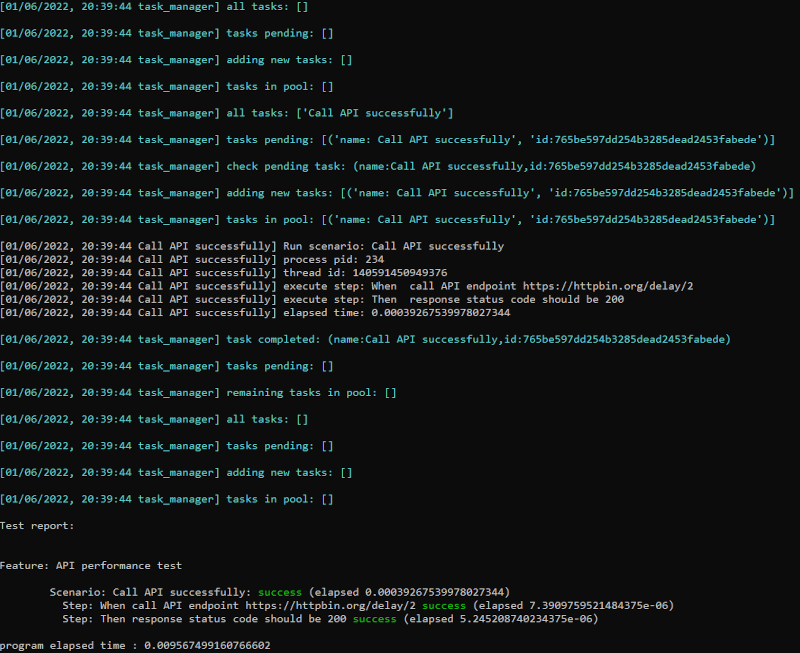 [01/06/2022, 20:39:44 task_manager] all tasks: []
[01/06/2022, 20:39:44 task_manager] tasks pending: []
[01/06/2022, 20:39:44 task_manager] adding new tasks: []
[01/06/2022, 20:39:44 task_manager] tasks in pool: []
[01/06/2022, 20:39:44 task_manager] all tasks: ['Call API successfully']
[01/06/2022, 20:39:44 task_manager] tasks pending: [('name: Call API successfully', 'id:765be597dd254b3285dead2453fabede')]
[01/06/2022, 20:39:44 task_manager] check pending task: (name:Call API successfully,id:765be597dd254b3285dead2453fabede)
[01/06/2022, 20:39:44 task_manager] adding new tasks: [('name: Call API successfully', 'id:765be597dd254b3285dead2453fabede')]
[01/06/2022, 20:39:44 task_manager] tasks in pool: [('name: Call API successfully', 'id:765be597dd254b3285dead2453fabede')]
[01/06/2022, 20:39:44 Call API successfully] Run scenario: Call API successfully
[01/06/2022, 20:39:44 Call API successfully] process pid: 234
[01/06/2022, 20:39:44 Call API successfully] thread id: 140591450949376
[01/06/2022, 20:39:44 Call API successfully] execute step: When  call API endpoint https://httpbin.org/delay/2
[01/06/2022, 20:39:44 Call API successfully] execute step: Then  response status code should be 200
[01/06/2022, 20:39:44 Call API successfully] elapsed time: 0.00039267539978027344
[01/06/2022, 20:39:44 task_manager] task completed: (name:Call API successfully,id:765be597dd254b3285dead2453fabede)
[01/06/2022, 20:39:44 task_manager] tasks pending: []
[01/06/2022, 20:39:44 task_manager] remaining tasks in pool: []
[01/06/2022, 20:39:44 task_manager] all tasks: []
[01/06/2022, 20:39:44 task_manager] tasks pending: []
[01/06/2022, 20:39:44 task_manager] adding new tasks: []
[01/06/2022, 20:39:44 task_manager] tasks in pool: []
Test report:
Feature: API performance test
Scenario: Call API successfully: success (elapsed 0.00039267539978027344)
Step: When call API endpoint https://httpbin.org/delay/2 success (elapsed 7.3909759521484375e-06)
Step: Then response status code should be 200 success (elapsed 5.245208740234375e-06)
program elapsed time : 0.009567499160766602